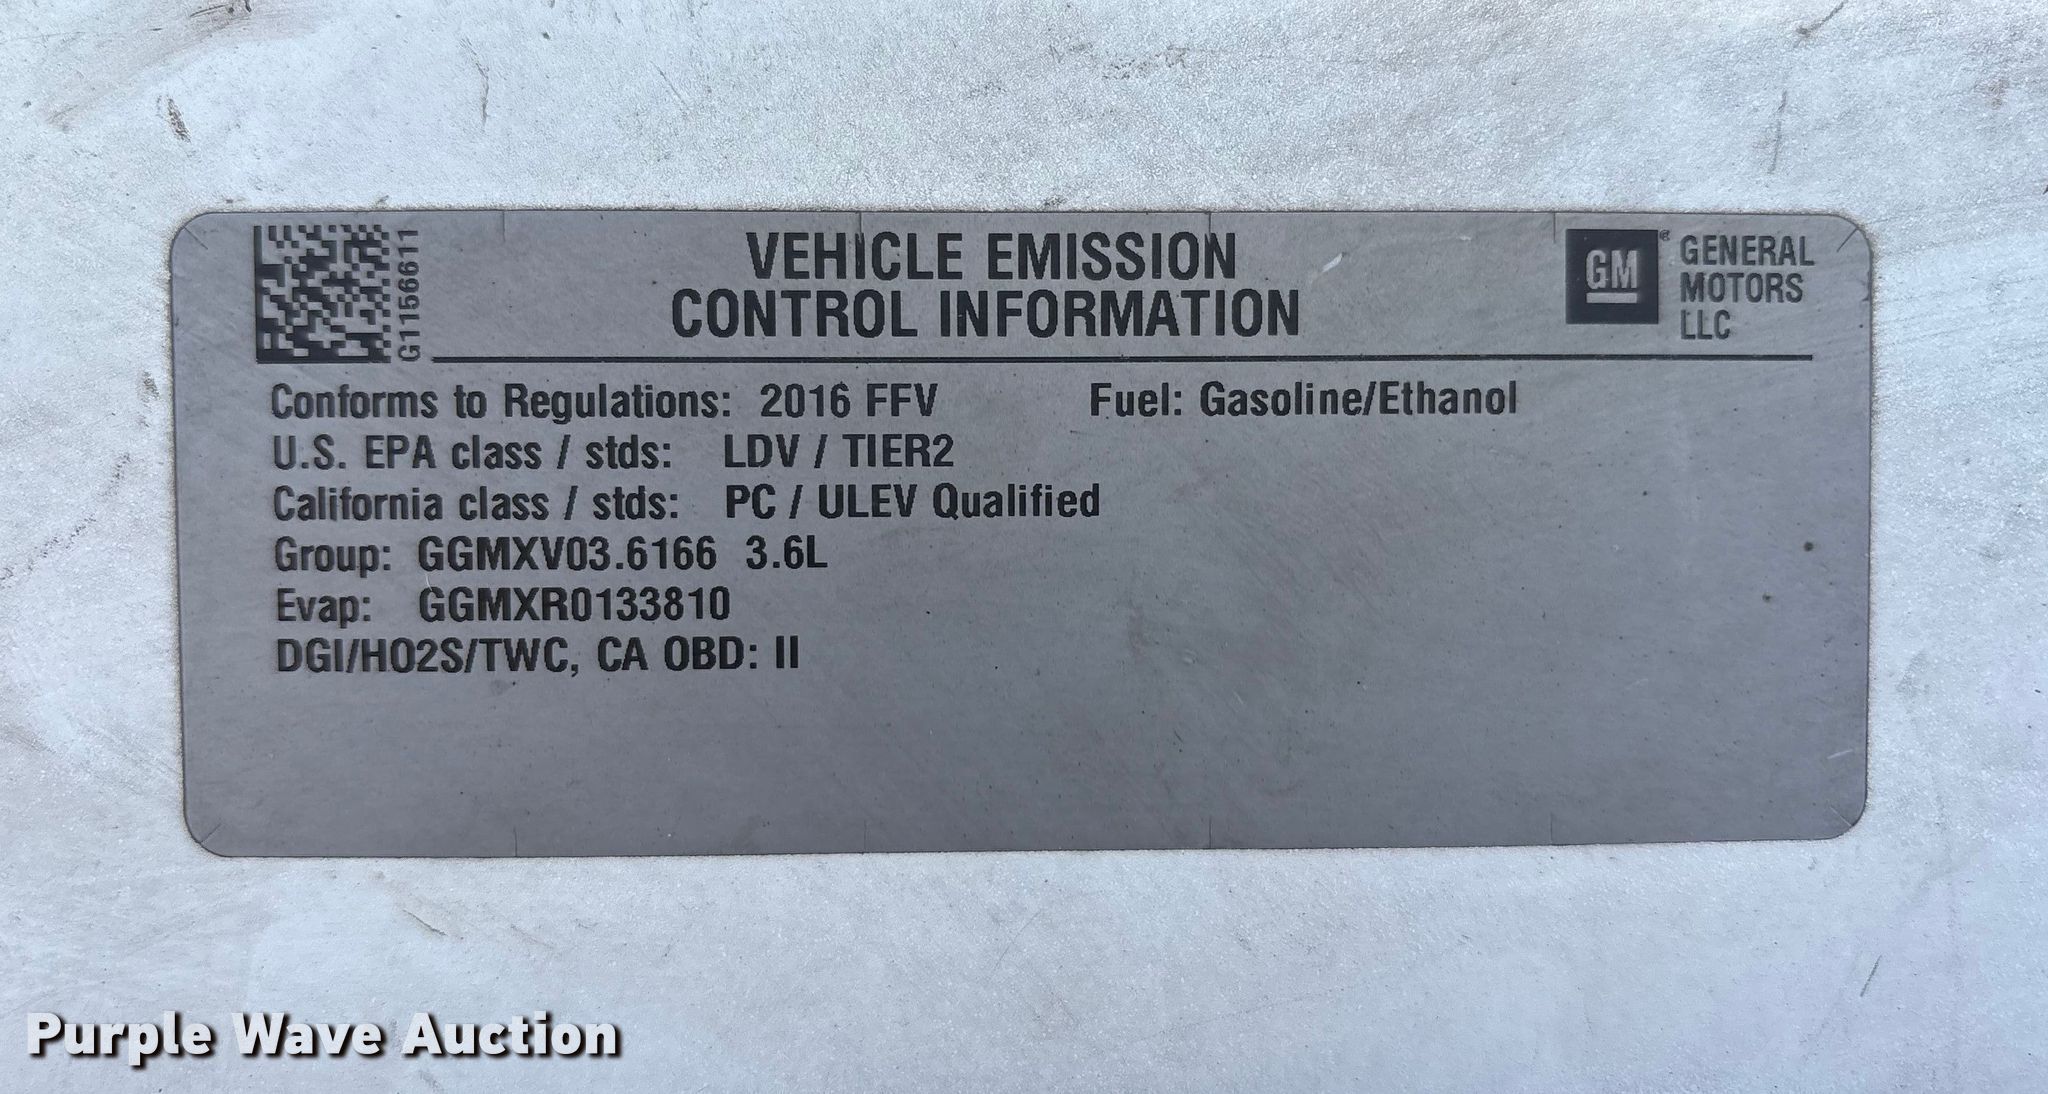 G1156611
VEHICLE EMISSION
CONTROL INFORMATION
GM® GENERAL
MOTORS
LLC
Conforms to Regulations: 2016 FFV Fuel: Gasoline/Ethanol
U.S. EPA class / stds: LDV / TIER2
California class / stds: PC / ULEV Qualified
Group: GGMXV03.6166 3.6L
Evap: GGMXR0133810
DGI/HO2S/TWC, CA OBD: II
Purple Wave Auction